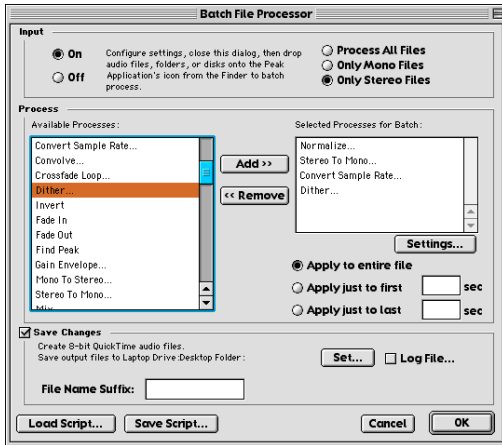 Batch File Processor
Input
On
Off
Configure settings, close this dialog, then drop
audio files, folders, or disks onto the Peak
Application's icon from the Finder to batch
process.
Process All Files
Only Mono Files
Only Stereo Files
Process
Available Processes:
Convert Sample Rate...
Convolve...
Crossfade Loop...
Dither...
Invert
Fade In
Fade Out
Find Peak
Gain Envelope...
Mono To Stereo...
Stereo To Mono...
Mix...
Add >>
<< Remove
Selected Processes for Batch:
Normalize...
Stereo To Mono...
Convert Sample Rate...
Dither...
Settings...
Apply to entire file
Apply just to first sec
Apply just to last sec
Save Changes
Create 8-bit QuickTime audio files.
Save output files to Laptop Drive:Desktop Folder:
Set...
Log File...
File Name Suffix:
Load Script...
Save Script...
Cancel
OK